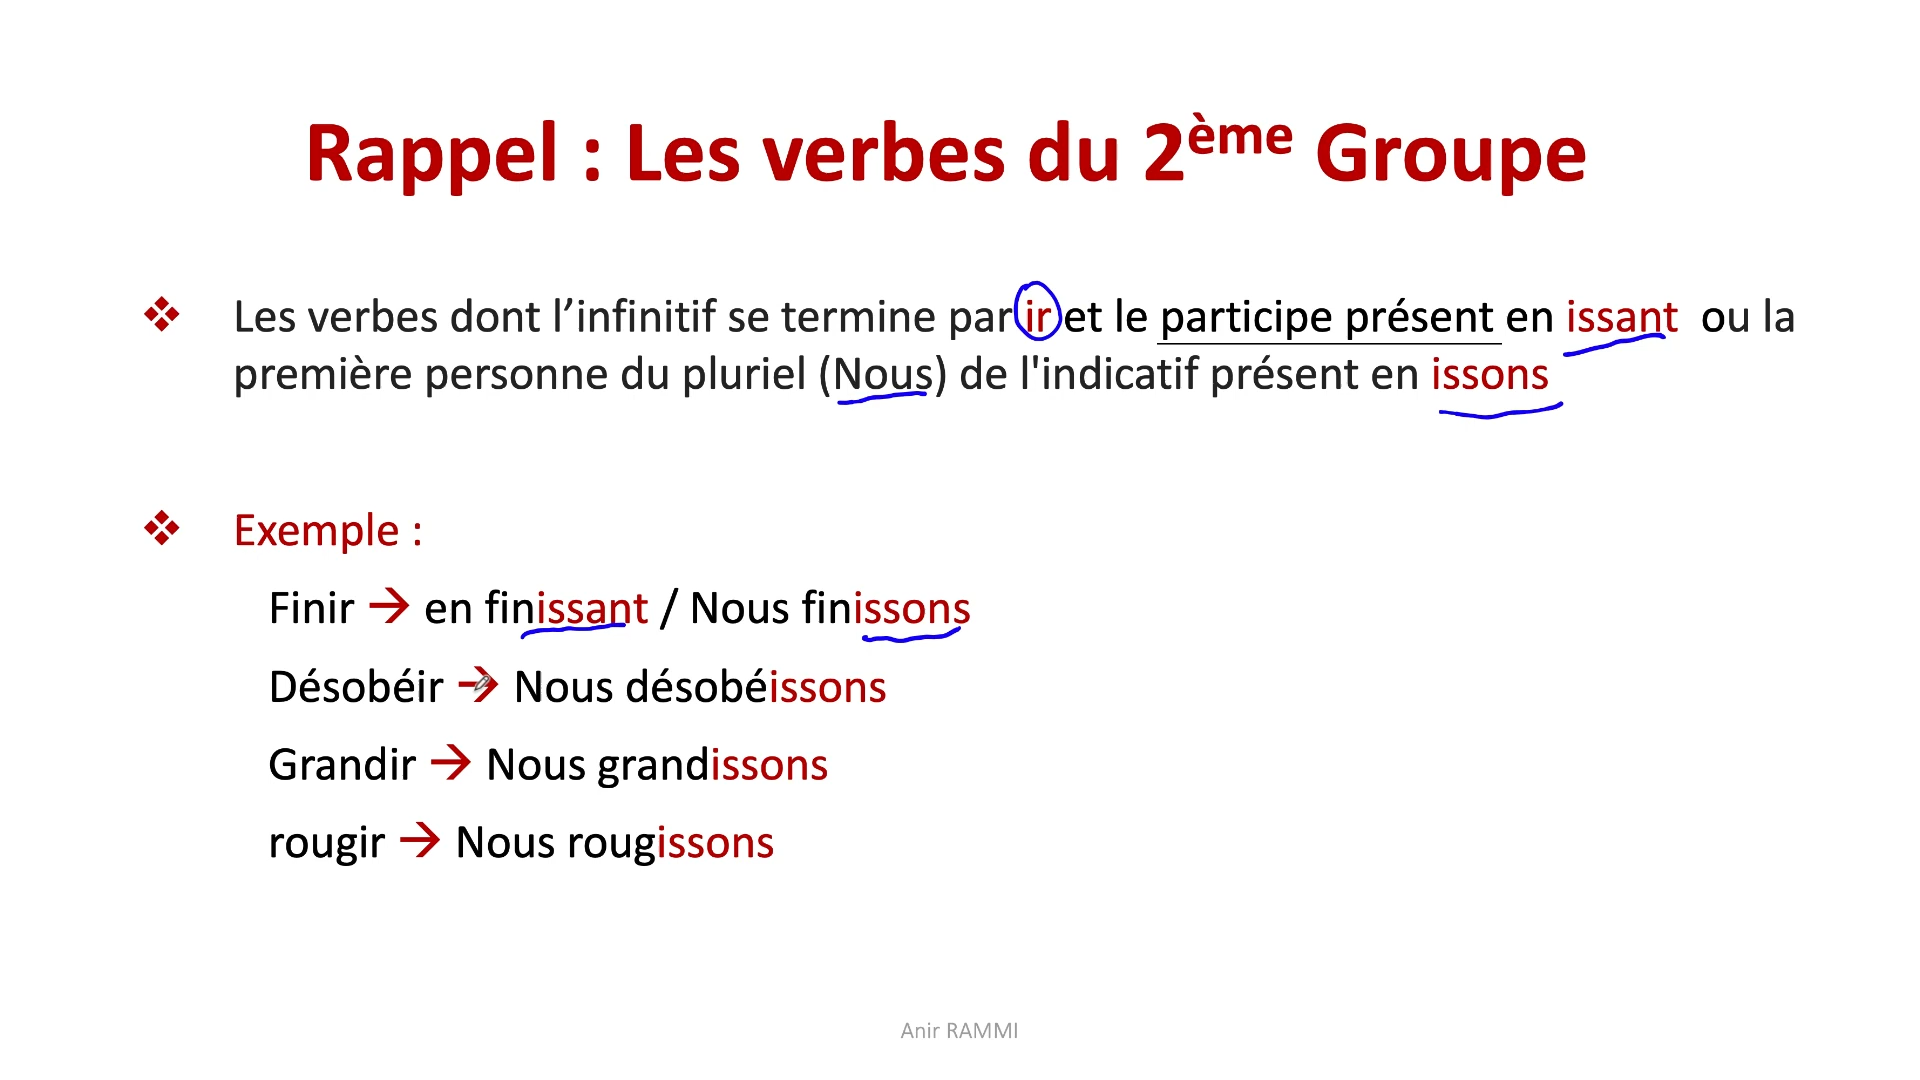 Rappel : Les verbes du 2ème Groupe
Les verbes dont l’infinitif se termine par ir et le participe présent en issant ou la
première personne du pluriel (Nous) de l'indicatif présent en issons
Exemple :
Finir → en finissant / Nous finissons
Désobéir → Nous désobéissons
Grandir → Nous grandissons
rougir → Nous rougissons
Anir RAMMI